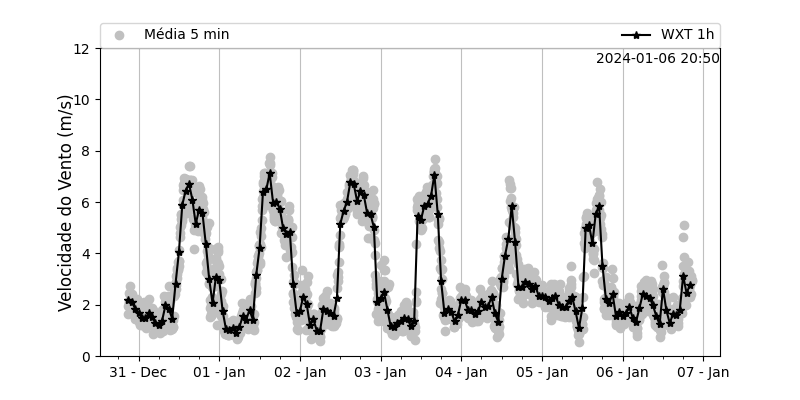 Média 5 min
WXT 1h
2024-01-06 20:50
Velocidade do Vento (m/s)
12
10
8
6
4
2
0
31 - Dec 01 - Jan 02 - Jan 03 - Jan 04 - Jan 05 - Jan 06 - Jan 07 - Jan